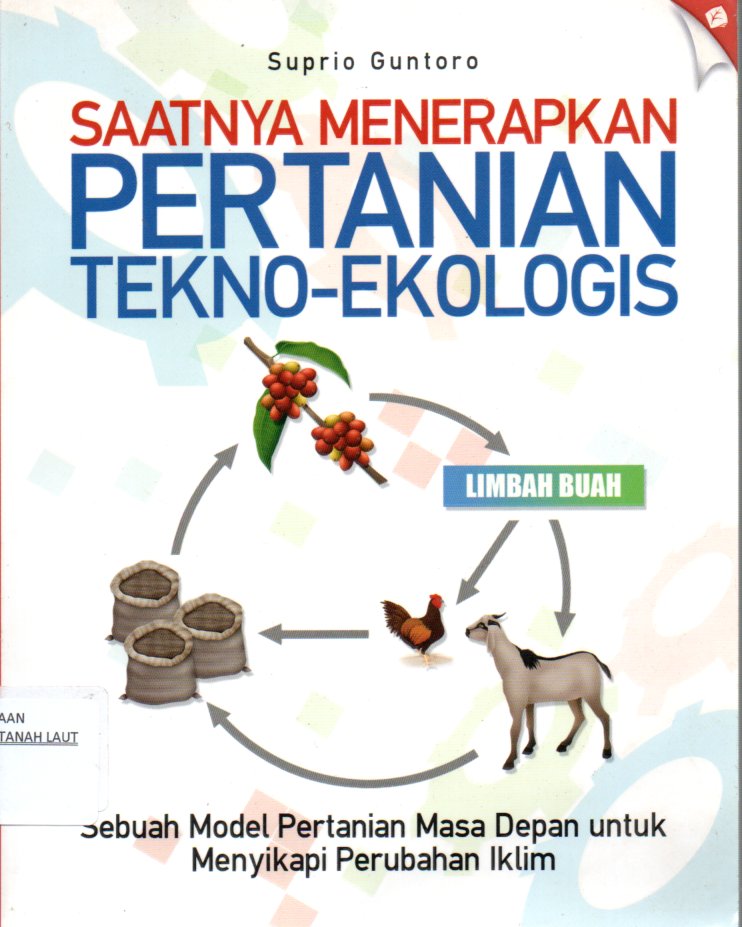 Suprio Guntoro
SAATNYA MENERAPKAN
PERTANIAN
TEKNO-EKOLOGIS
LIMBAH BUAH
AAN
TANAH LAUT
Sebuah Model Pertanian Masa Depan untuk
Menyikapi Perubahan Iklim